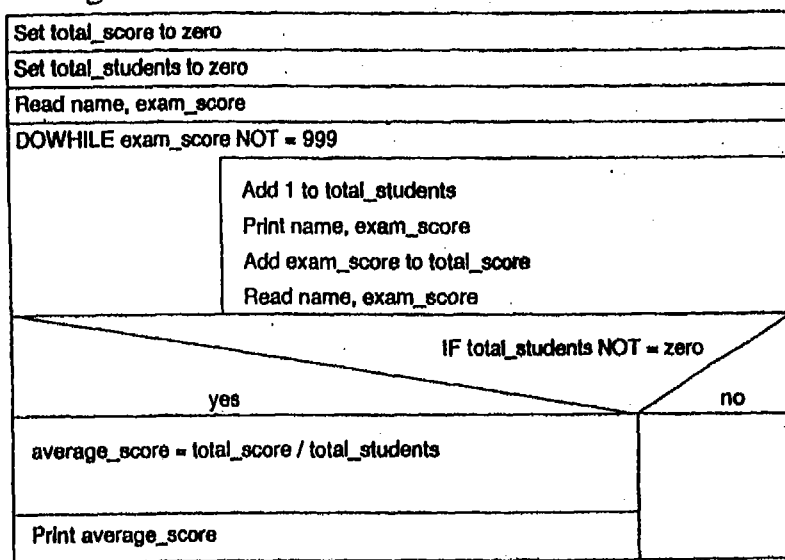 Set total_score to zero
Set total_students to zero
Read name, exam_score
DOWHILE exam_score NOT = 999
Add 1 to total_students
Print name, exam_score
Add exam_score to total_score
Read name, exam_score
IF total_students NOT = zero
yes
no
average_score = total_score / total_students
Print average_score